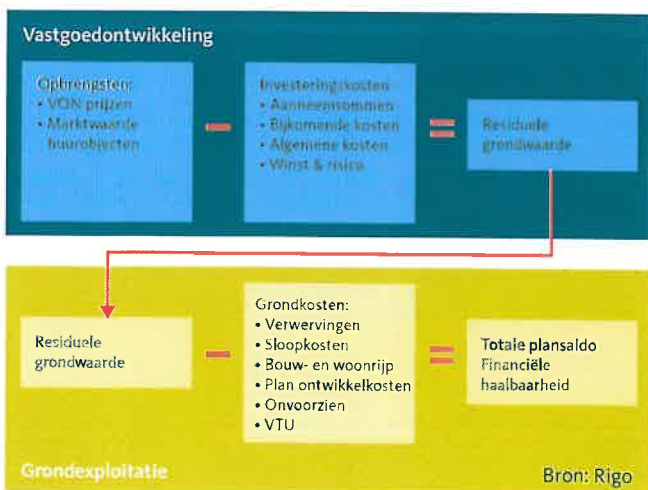 Vastgoedontwikkeling
Opbrengsten:
• VON prijzen
• Marktwaarde
huurobjecten
Investeringskosten
• Aanneemsommen
• Bijkomende kosten
• Algemene kosten
• Winst & risico
Residuele
grondwaarde
Residuele
grondwaarde
Grondkosten:
• Verwervingen
• Sloopkosten
• Bouw- en woonrijp
• Plan ontwikkelkosten
• Onvoorzien
• VTU
Totale plansaldo
Financiële
haalbaarheid
Grondexploitatie
Bron: Rigo